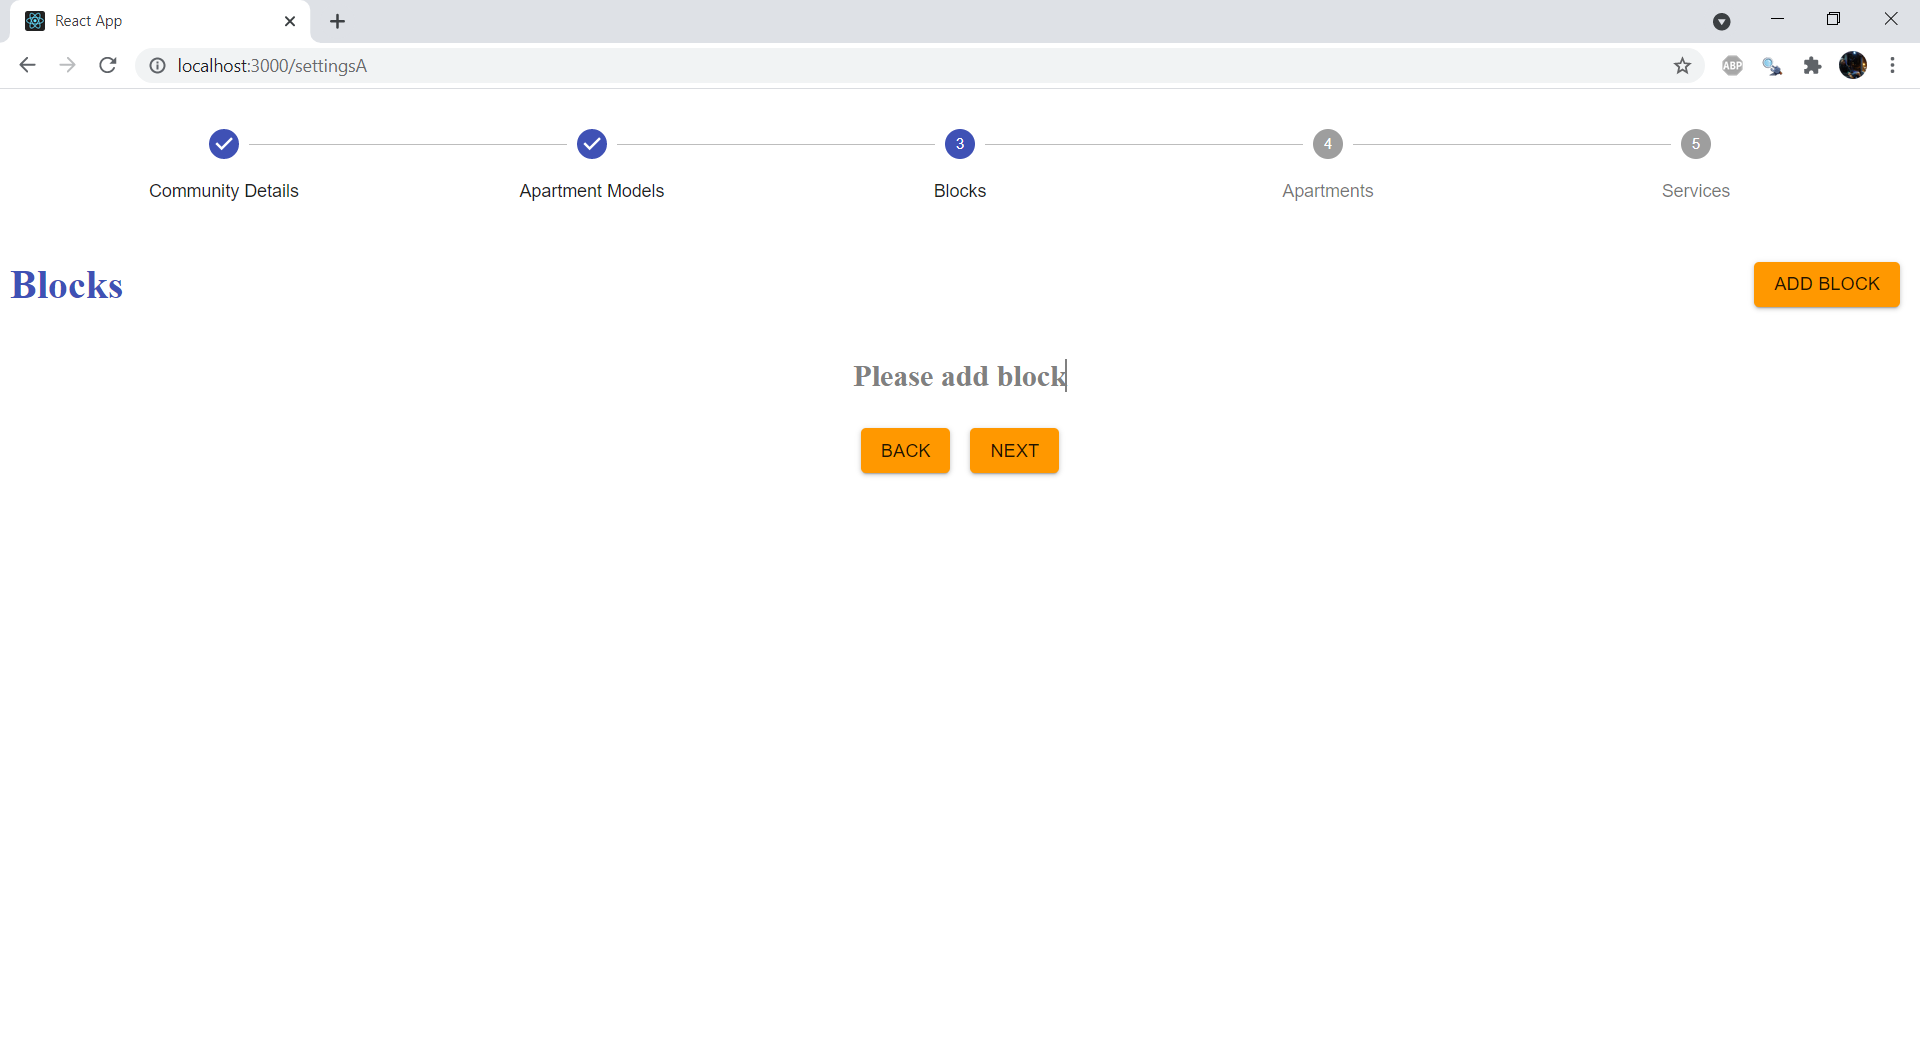 React App
localhost:3000/settingsA
ABP
3
4
5
Community Details
Apartment Models
Blocks
Apartments
Services
Blocks
ADD BLOCK
Please add block
BACK
NEXT